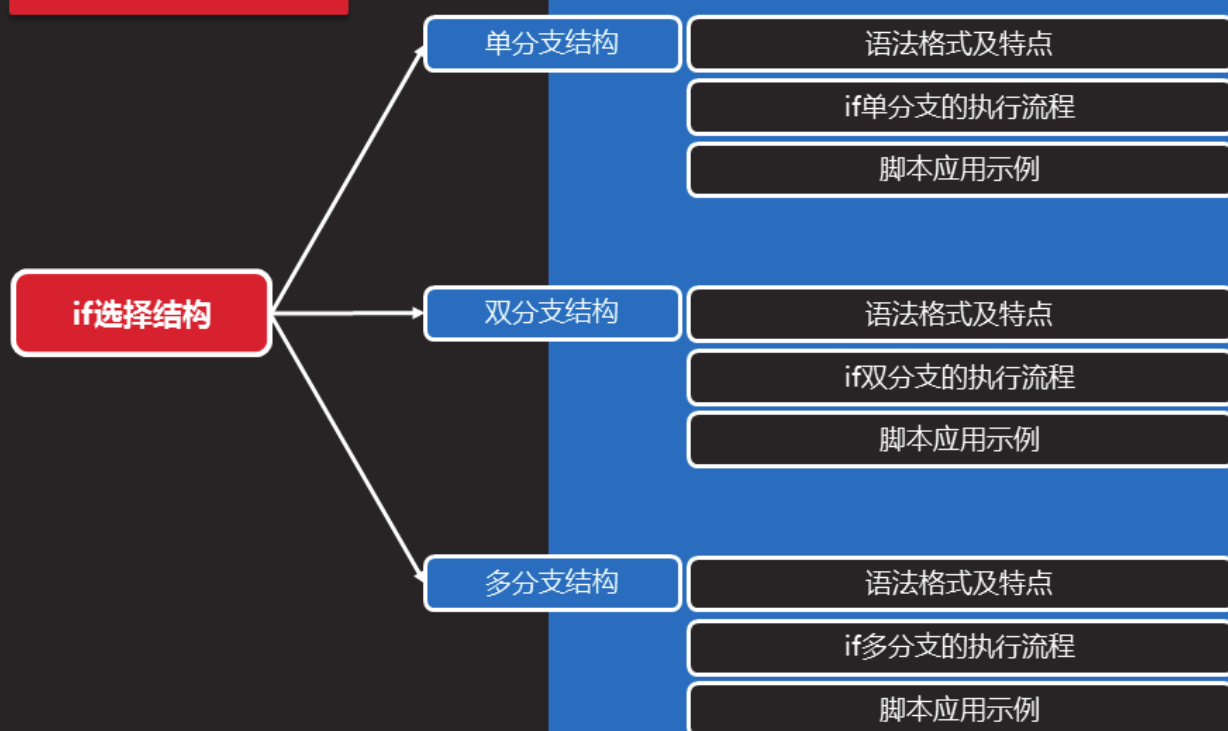 单分支结构
语法格式及特点
if单分支的执行流程
脚本应用示例
if选择结构
双分支结构
语法格式及特点
if双分支的执行流程
脚本应用示例
多分支结构
语法格式及特点
if多分支的执行流程
脚本应用示例